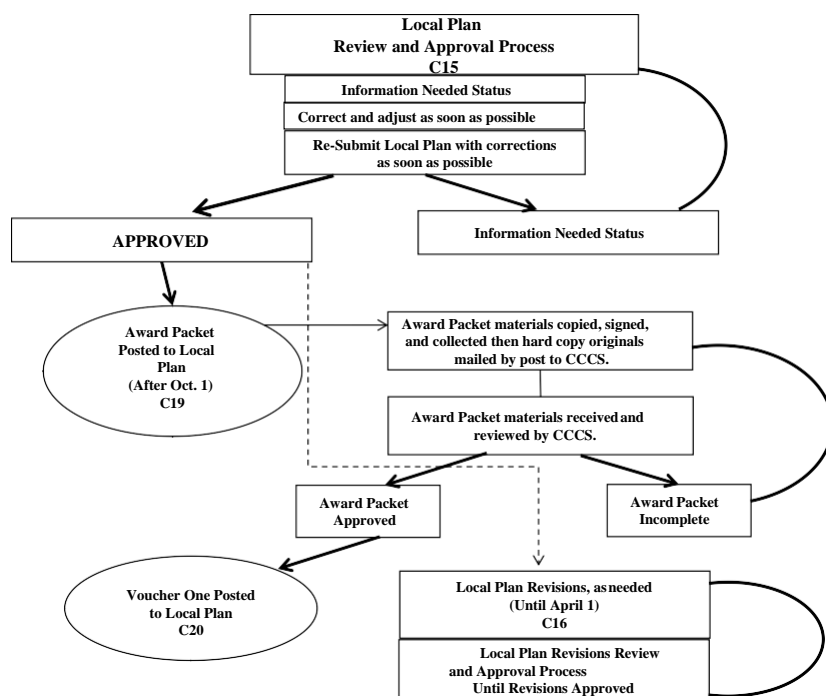 Local Plan
Review and Approval Process
C15
Information Needed Status
Correct and adjust as soon as possible
Re-Submit Local Plan with corrections
as soon as possible
APPROVED
Information Needed Status
Award Packet
Posted to Local
Plan
(After Oct. 1)
C19
Award Packet materials copied, signed,
and collected then hard copy originals
mailed by post to CCCS.
Award Packet materials received and
reviewed by CCCS.
Award Packet
Approved
Award Packet
Incomplete
Voucher One Posted
to Local Plan
C20
Local Plan Revisions, as needed
(Until April 1)
C16
Local Plan Revisions Review
and Approval Process
Until Revisions Approved